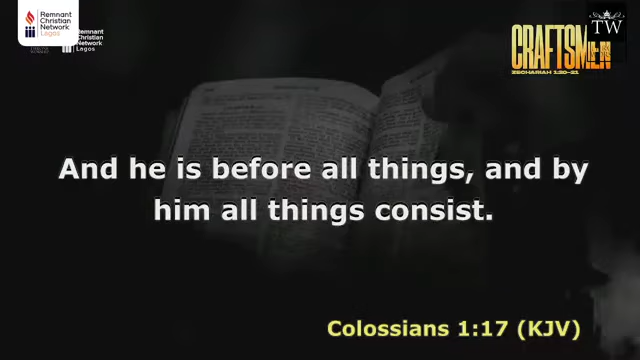 Remnant
Christian
Network
Lagos
Remnant
Christian
Network
Lagos
CRAFTSMEN
ZECHARIAH 1:20-21
TW
And he is before all things, and by
him all things consist.
Colossians 1:17 (KJV)